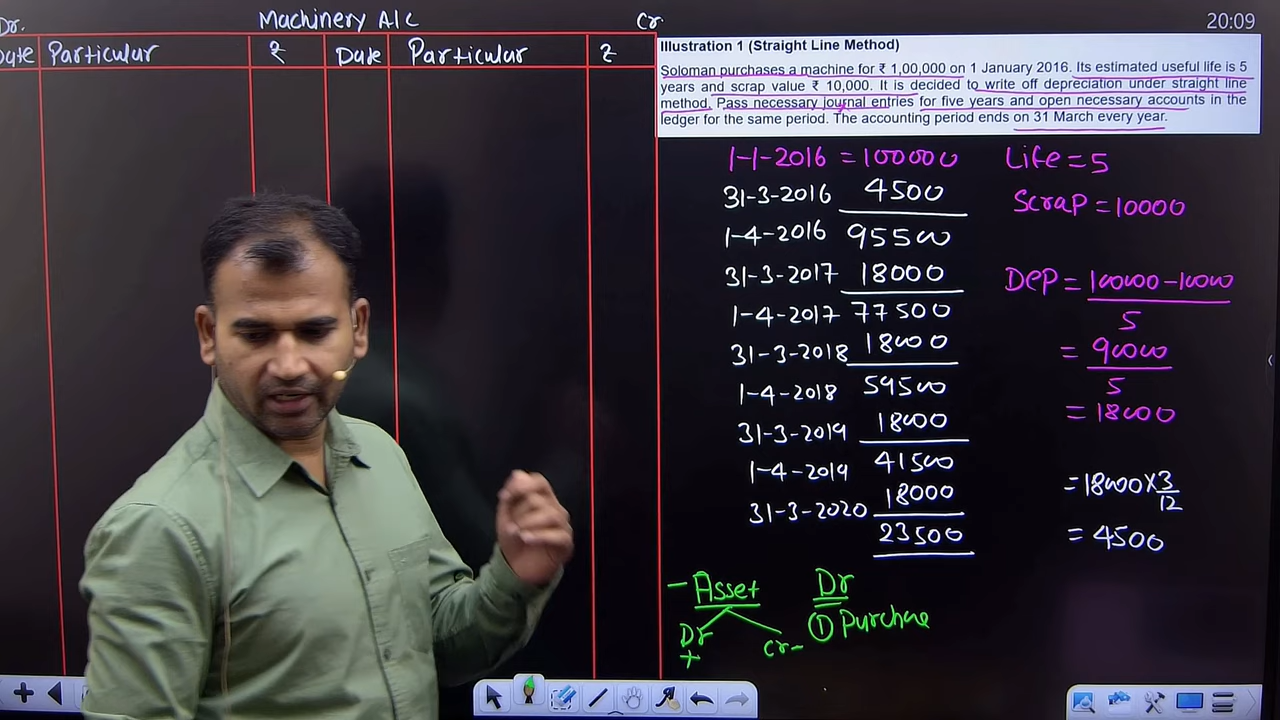 20:09
Dr. Machinery A/C Cr.
Date Particular ₹ Date Particular ₹
Illustration 1 (Straight Line Method)
Soloman purchases a machine for ₹ 1,00,000 on 1 January 2016. Its estimated useful life is 5
years and scrap value ₹ 10,000. It is decided to write off depreciation under straight line
method. Pass necessary journal entries for five years and open necessary accounts in the
ledger for the same period. The accounting period ends on 31 March every year.
1-1-2016 = 100000
31-3-2016 4500
1-4-2016 95500
31-3-2017 18000
1-4-2017 77500
31-3-2018 18000
1-4-2018 59500
31-3-2019 18000
1-4-2019 41500
31-3-2020 18000
23500
Life = 5
Scrap = 10000
Dep = 100000 - 10000
5
= 90000
5
= 18000
= 18000 × 3
12
= 4500
- Asset
Dr Cr -
+
Dr
① Purchase